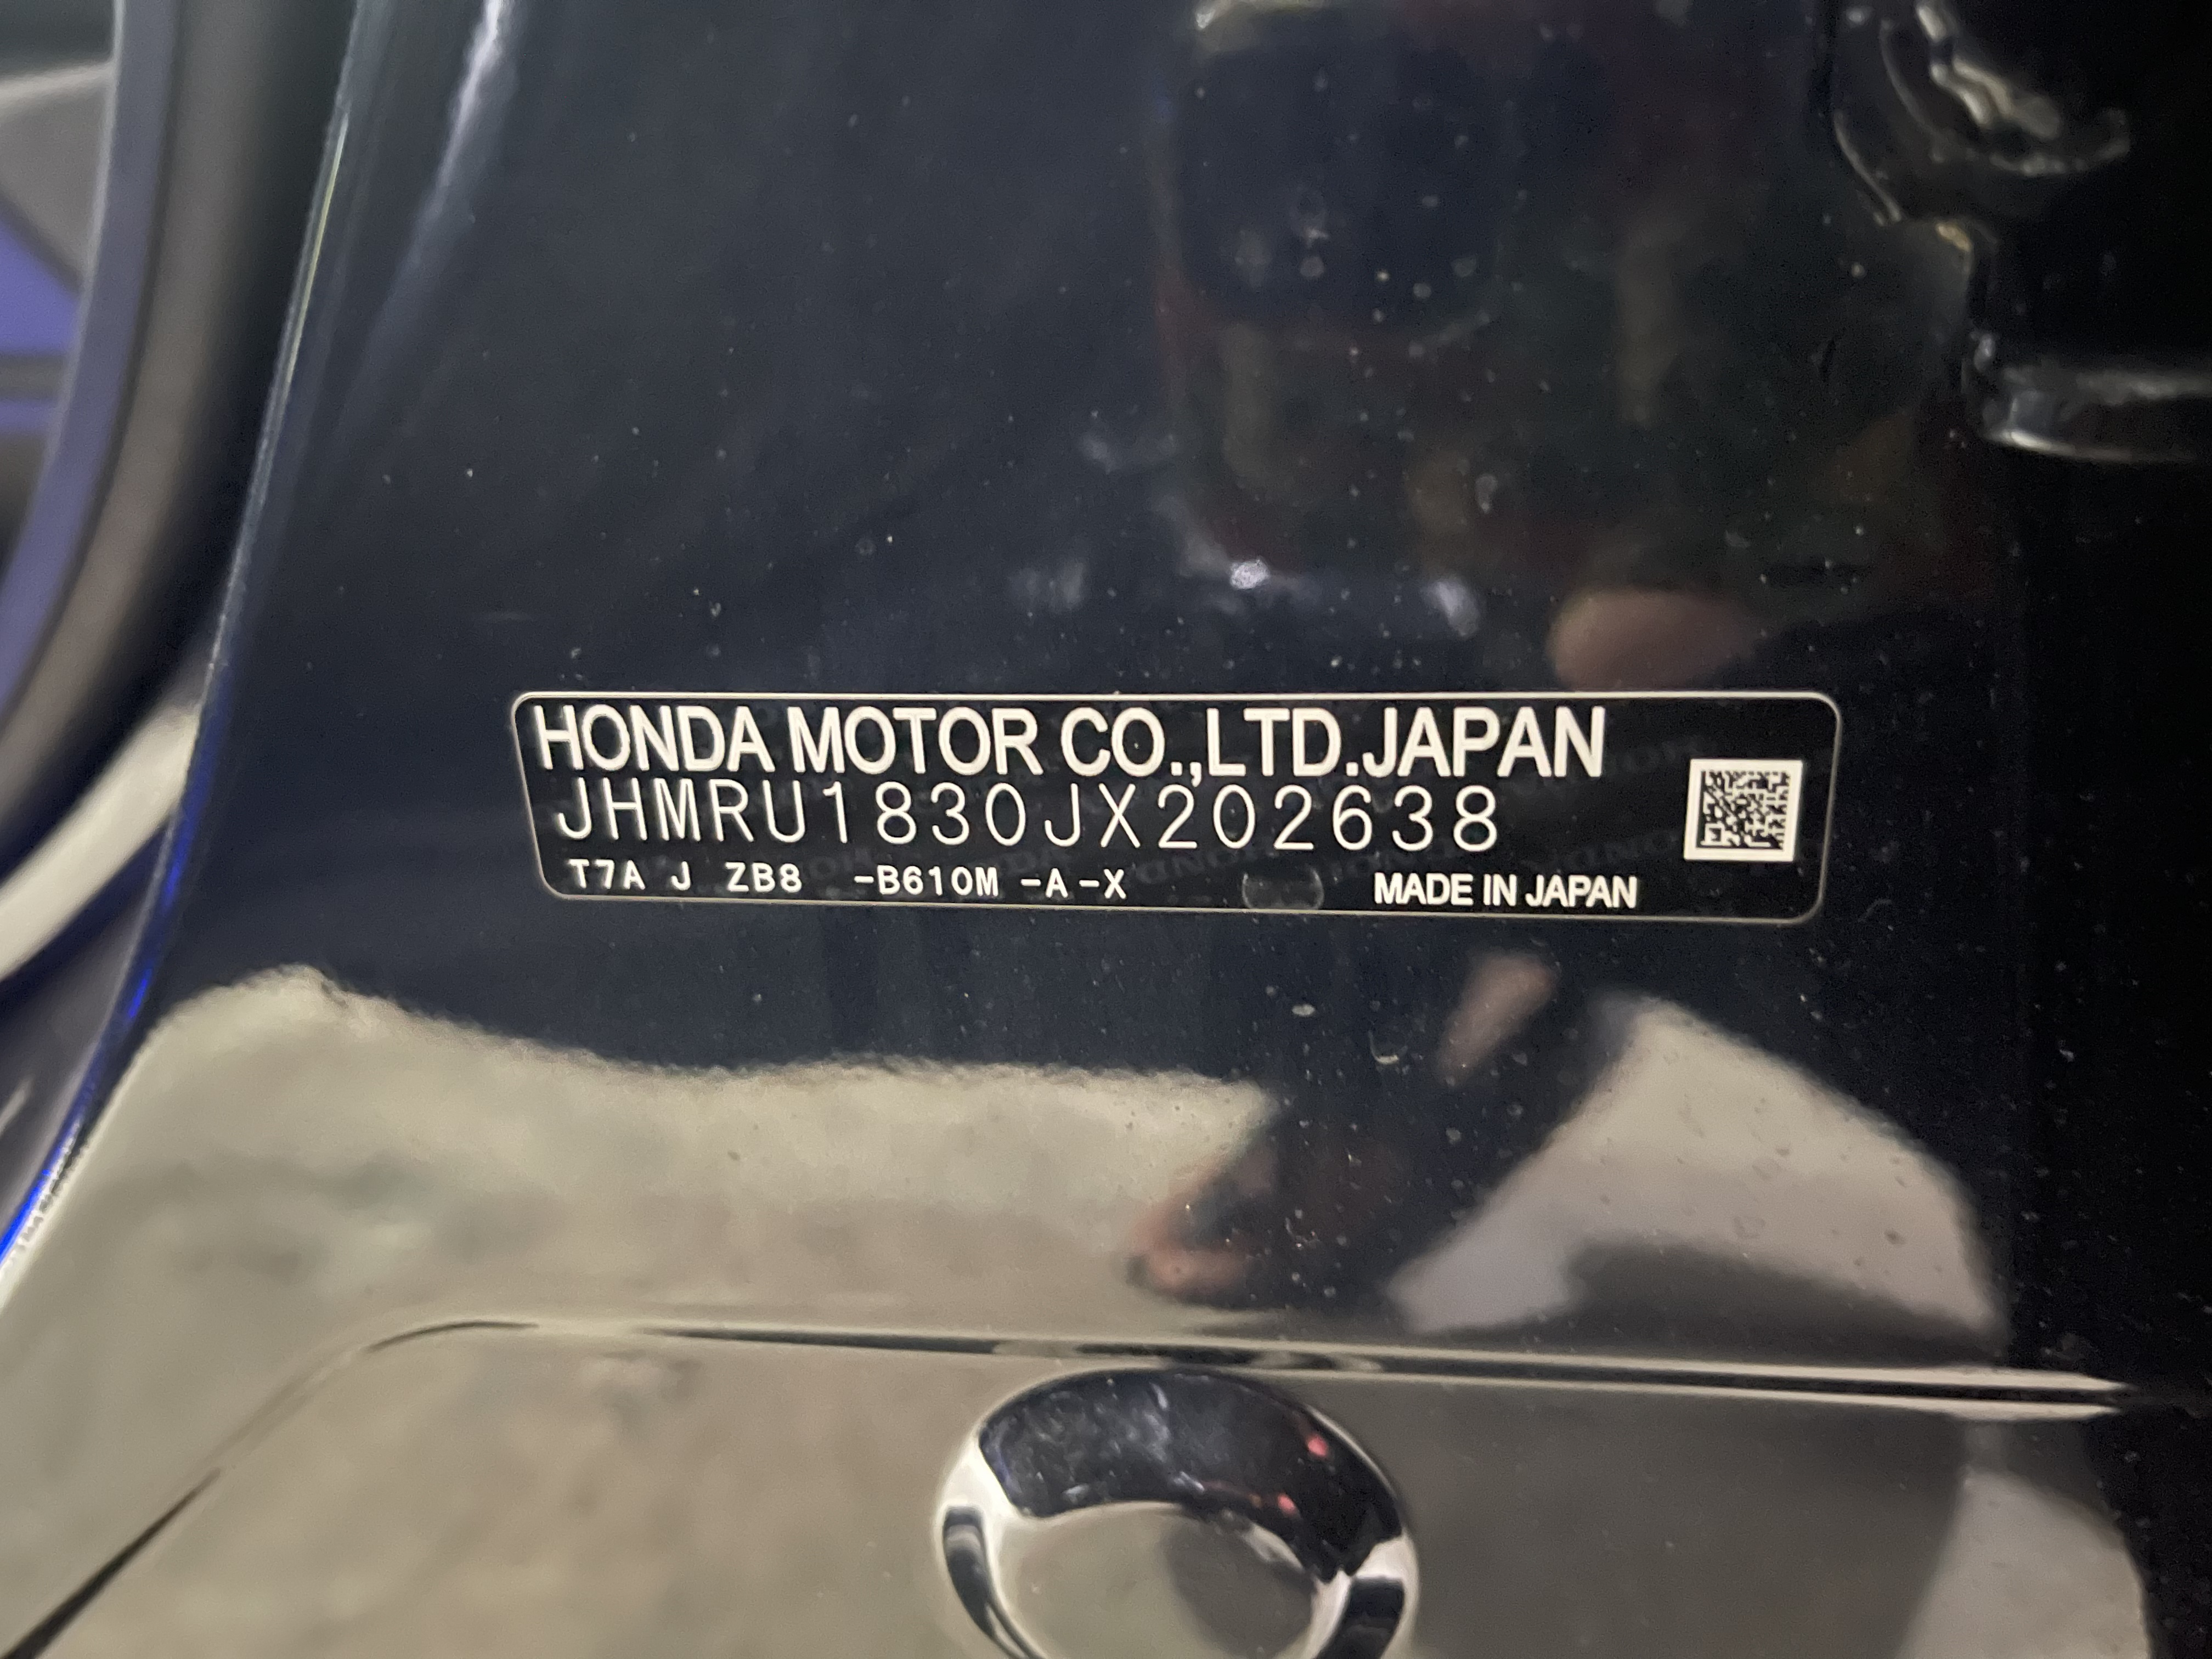 HONDA MOTOR CO.,LTD.JAPAN
JHMRU1830JX202638
T7A J ZB8 -B610M -A-X MADE IN JAPAN